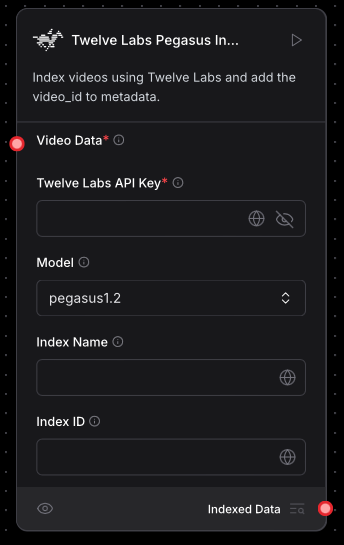 Twelve Labs Pegasus In...
Index videos using Twelve Labs and add the
video_id to metadata.
Video Data*
Twelve Labs API Key*
Model
pegasus1.2
Index Name
Index ID
Indexed Data